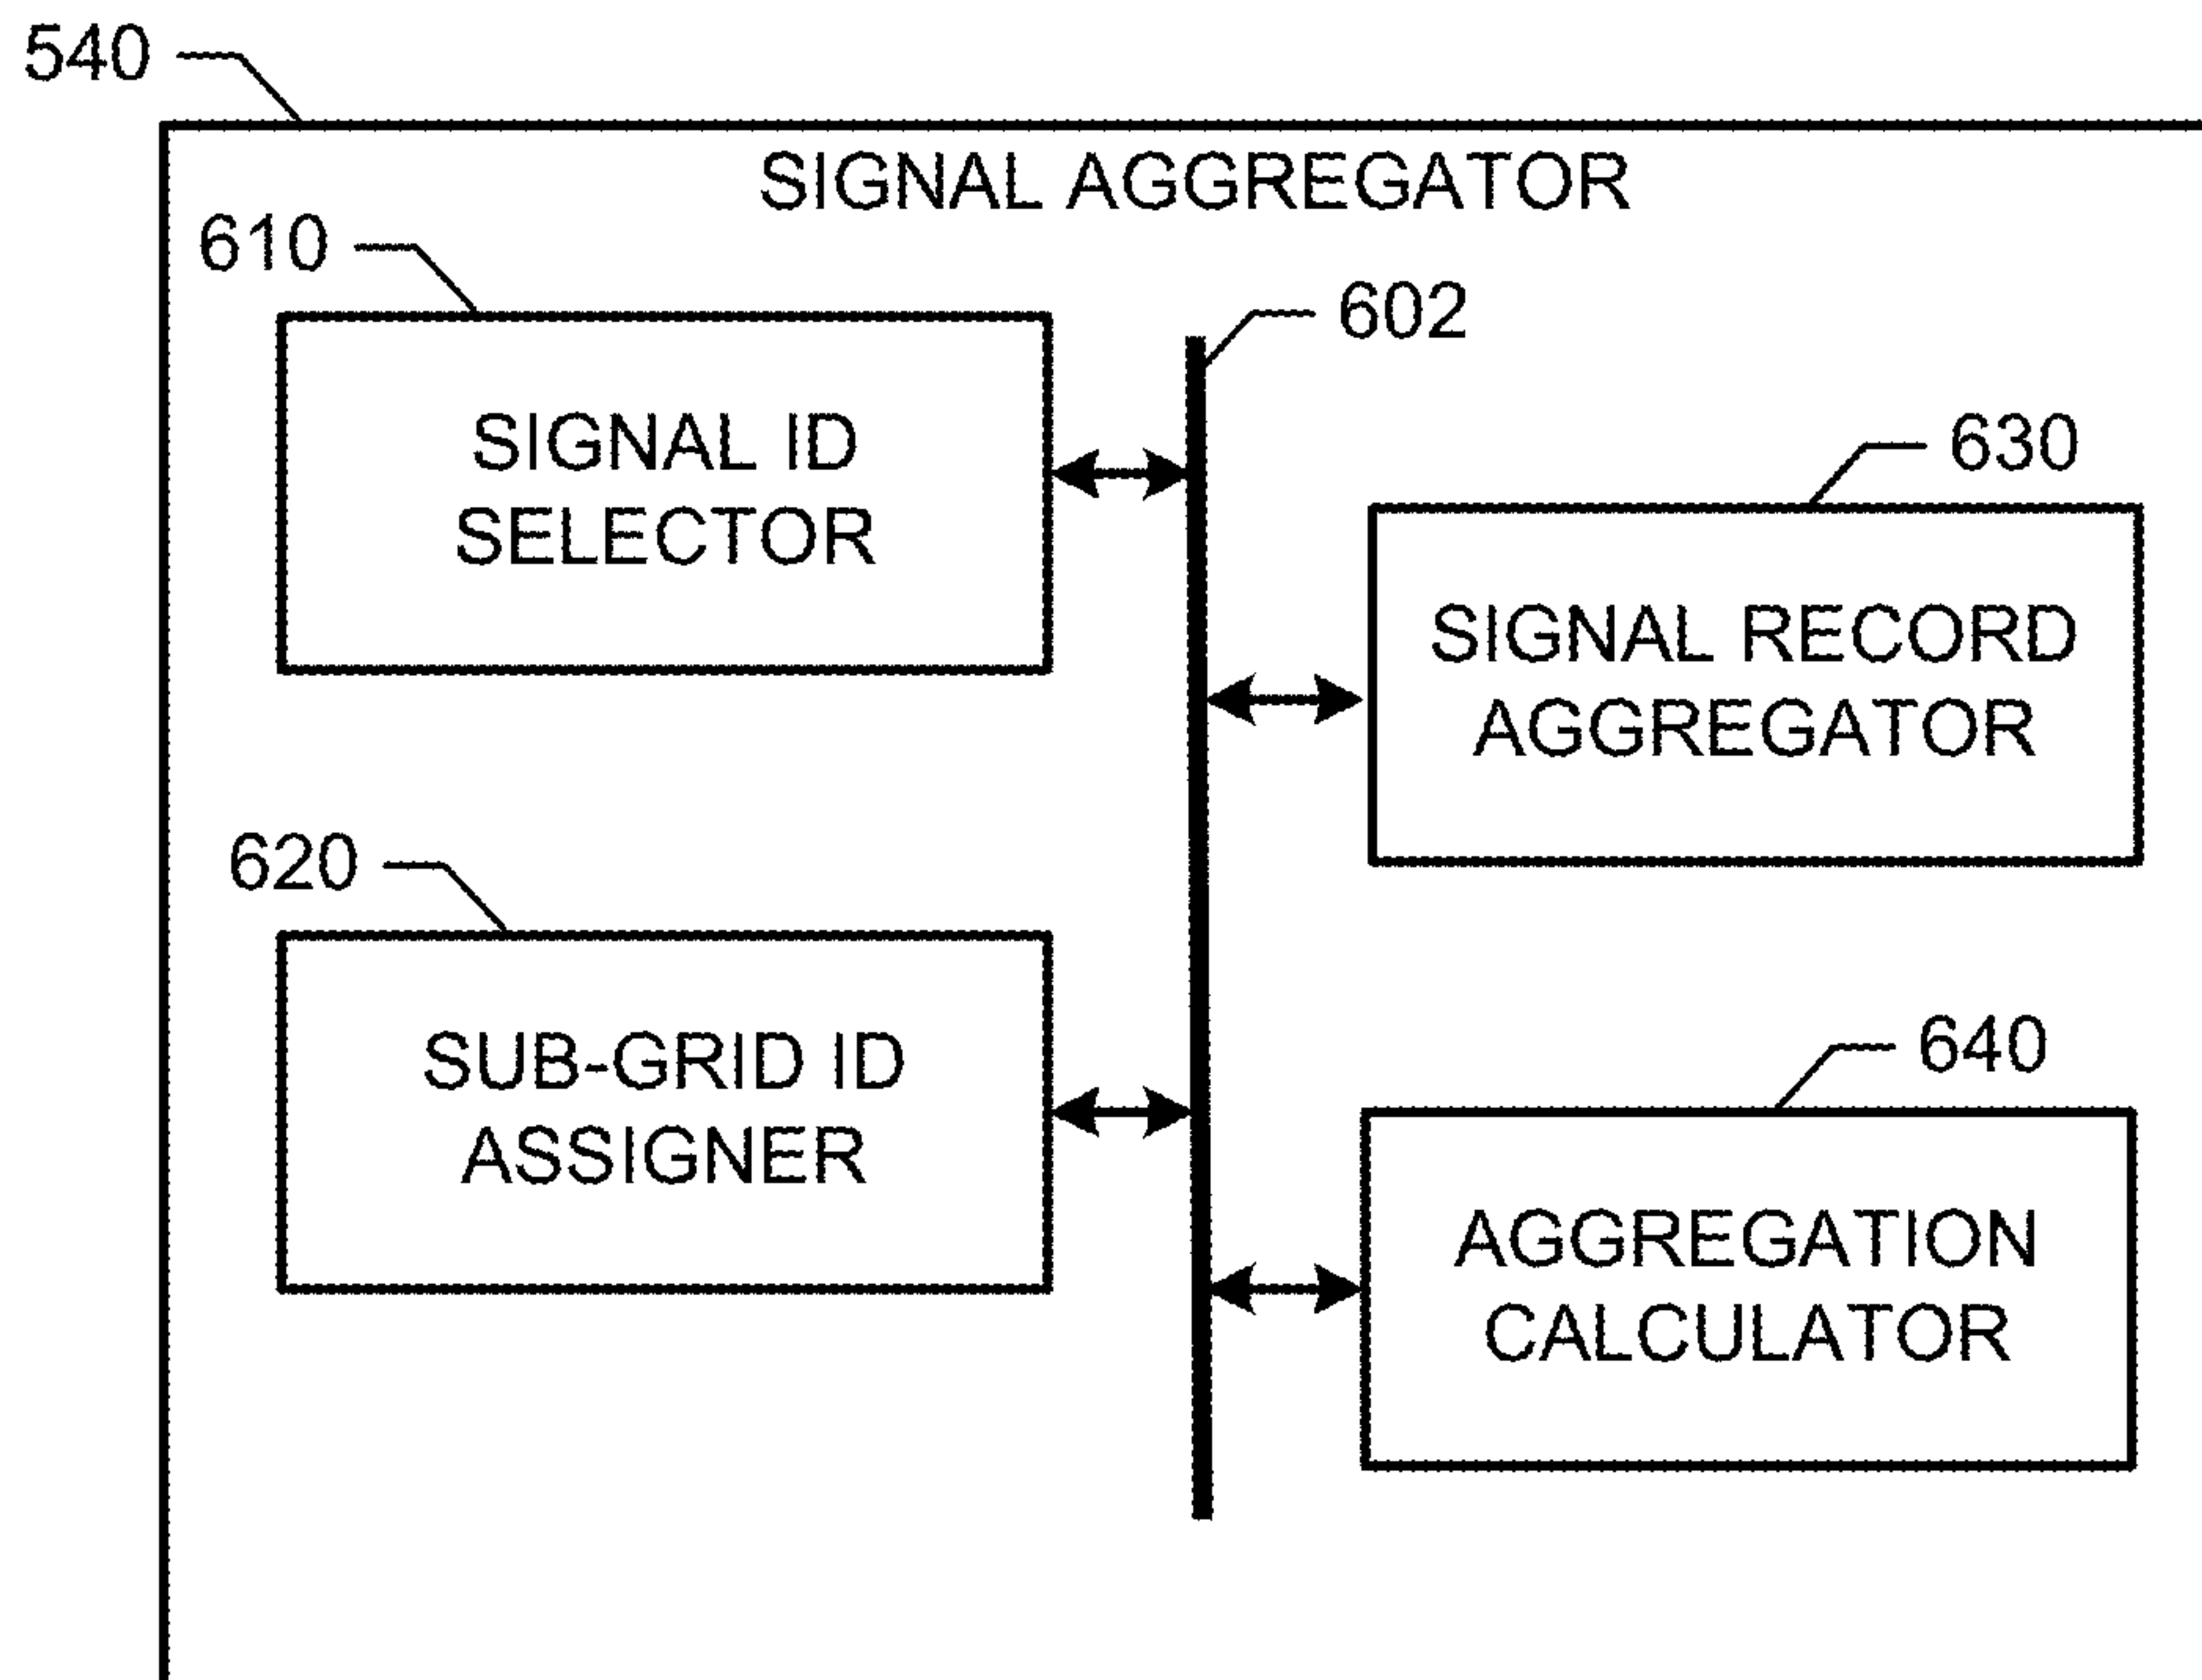 540
SIGNAL AGGREGATOR
610
602
SIGNAL ID
SELECTOR
630
SIGNAL RECORD
AGGREGATOR
620
SUB-GRID ID
ASSIGNER
640
AGGREGATION
CALCULATOR